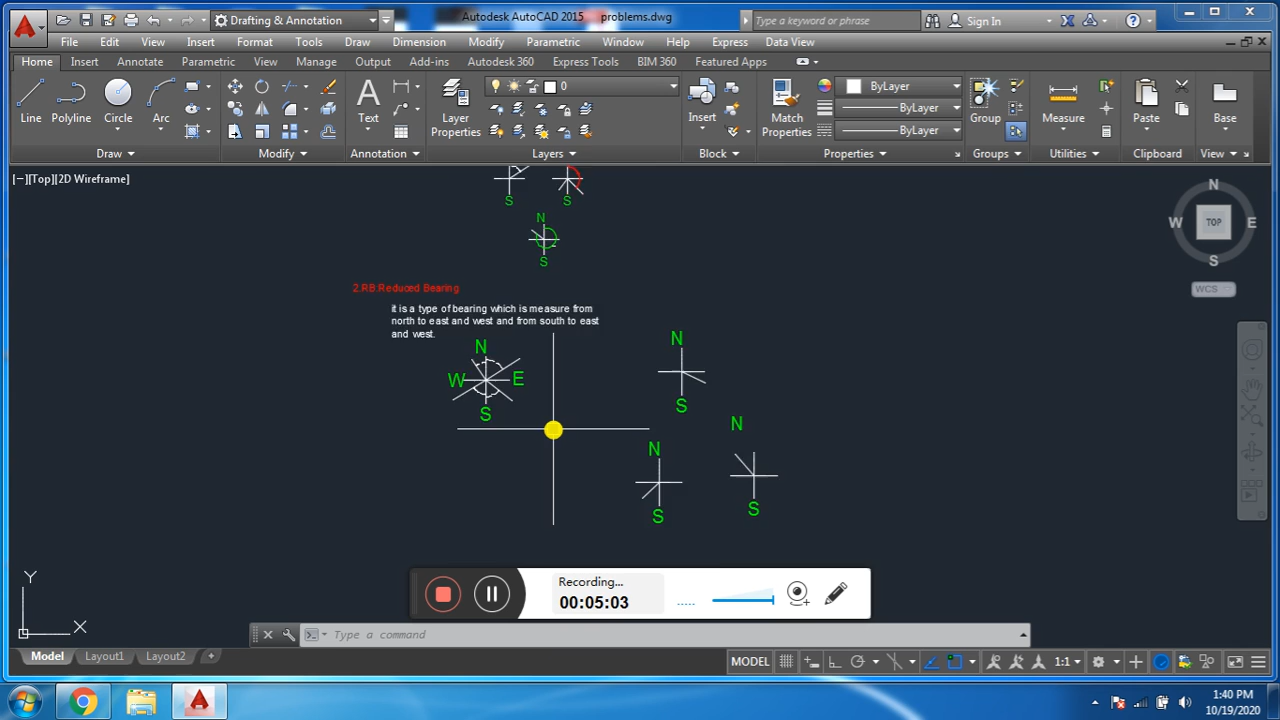 Drafting & Annotation
Autodesk AutoCAD 2015 problems.dwg
Type a keyword or phrase
Sign In
File Edit View Insert Format Tools Draw Dimension Modify Parametric Window Help Express Data View
Home Insert Annotate Parametric View Manage Output Add-ins Autodesk 360 Express Tools BIM 360 Featured Apps
0
ByLayer
ByLayer
ByLayer
Line Polyline Circle Arc Text Layer Properties Insert Match Properties Group Measure Paste Base
Draw Modify Annotation Layers Block Properties Groups Utilities Clipboard View
[−][Top][2D Wireframe]
N
W TOP E
S
WCS
S S
N
S
2.RB:Reduced Bearing
it is a type of bearing which is measure from
north to east and west and from south to east
and west.
N
W E
S
N
S
N
S
N
S
Recording...
00:05:03
Y
X
Type a command
Model Layout1 Layout2
MODEL
1:1
1:40 PM
10/19/2020